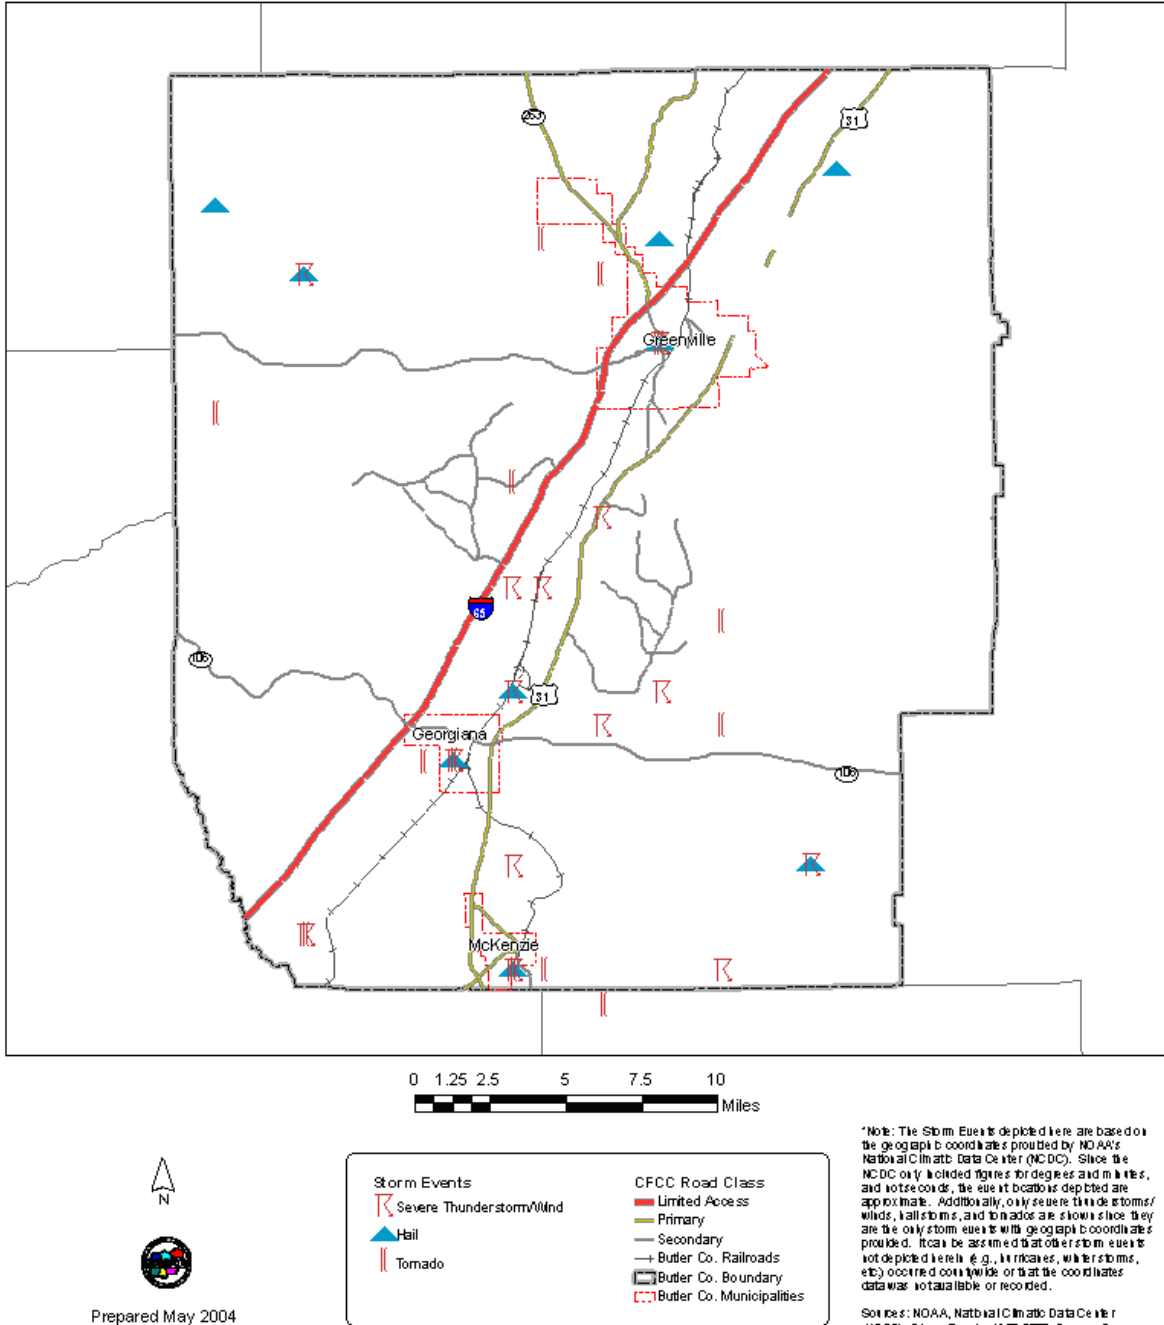 263
31
Greenville
65
106
31
Georgiana
106
McKenzie
0 1.25 2.5 5 7.5 10
Miles
N
Prepared May 2004
Storm Events
Severe Thunderstorm/Wind
Hail
Tornado
CFCC Road Class
Limited Access
Primary
Secondary
Butler Co. Railroads
Butler Co. Boundary
Butler Co. Municipalities
*Note: The Storm Events depicted here are based on
the geographic coordinates provided by NOAA's
National Climatic Data Center (NCDC). Since the
NCDC only included figures for degrees and minutes,
and not seconds, the event locations depicted are
approximate. Additionally, only severe thunderstorms/
winds, hailstorms, and tornados are shown since they
are the only storm events with geographic coordinates
provided. It can be assumed that other storm events
not depicted herein (e.g., hurricanes, winter storms,
etc.) occurred countywide or that the coordinates
data was not available or recorded.
Sources: NOAA, National Climatic Data Center